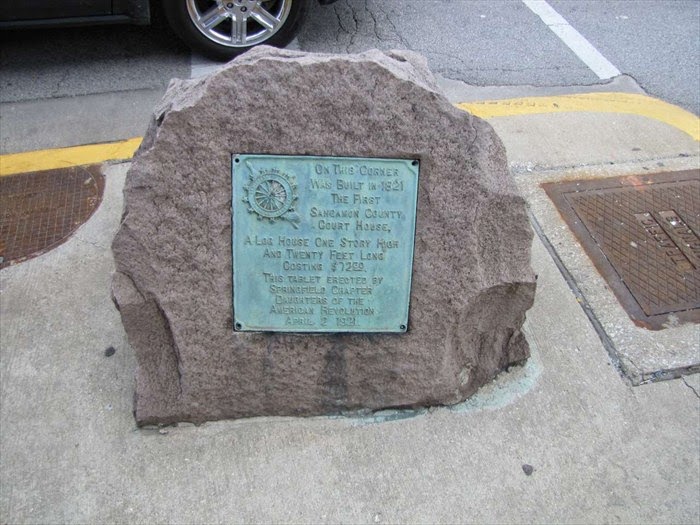 On This Corner
Was Built in 1821
The First
Sangamon County
Court House,
A Log House One Story High
And Twenty Feet Long
Costing
This tablet erected by
Springfield Chapter
Daughters of the
American Revolution
April 2 1921